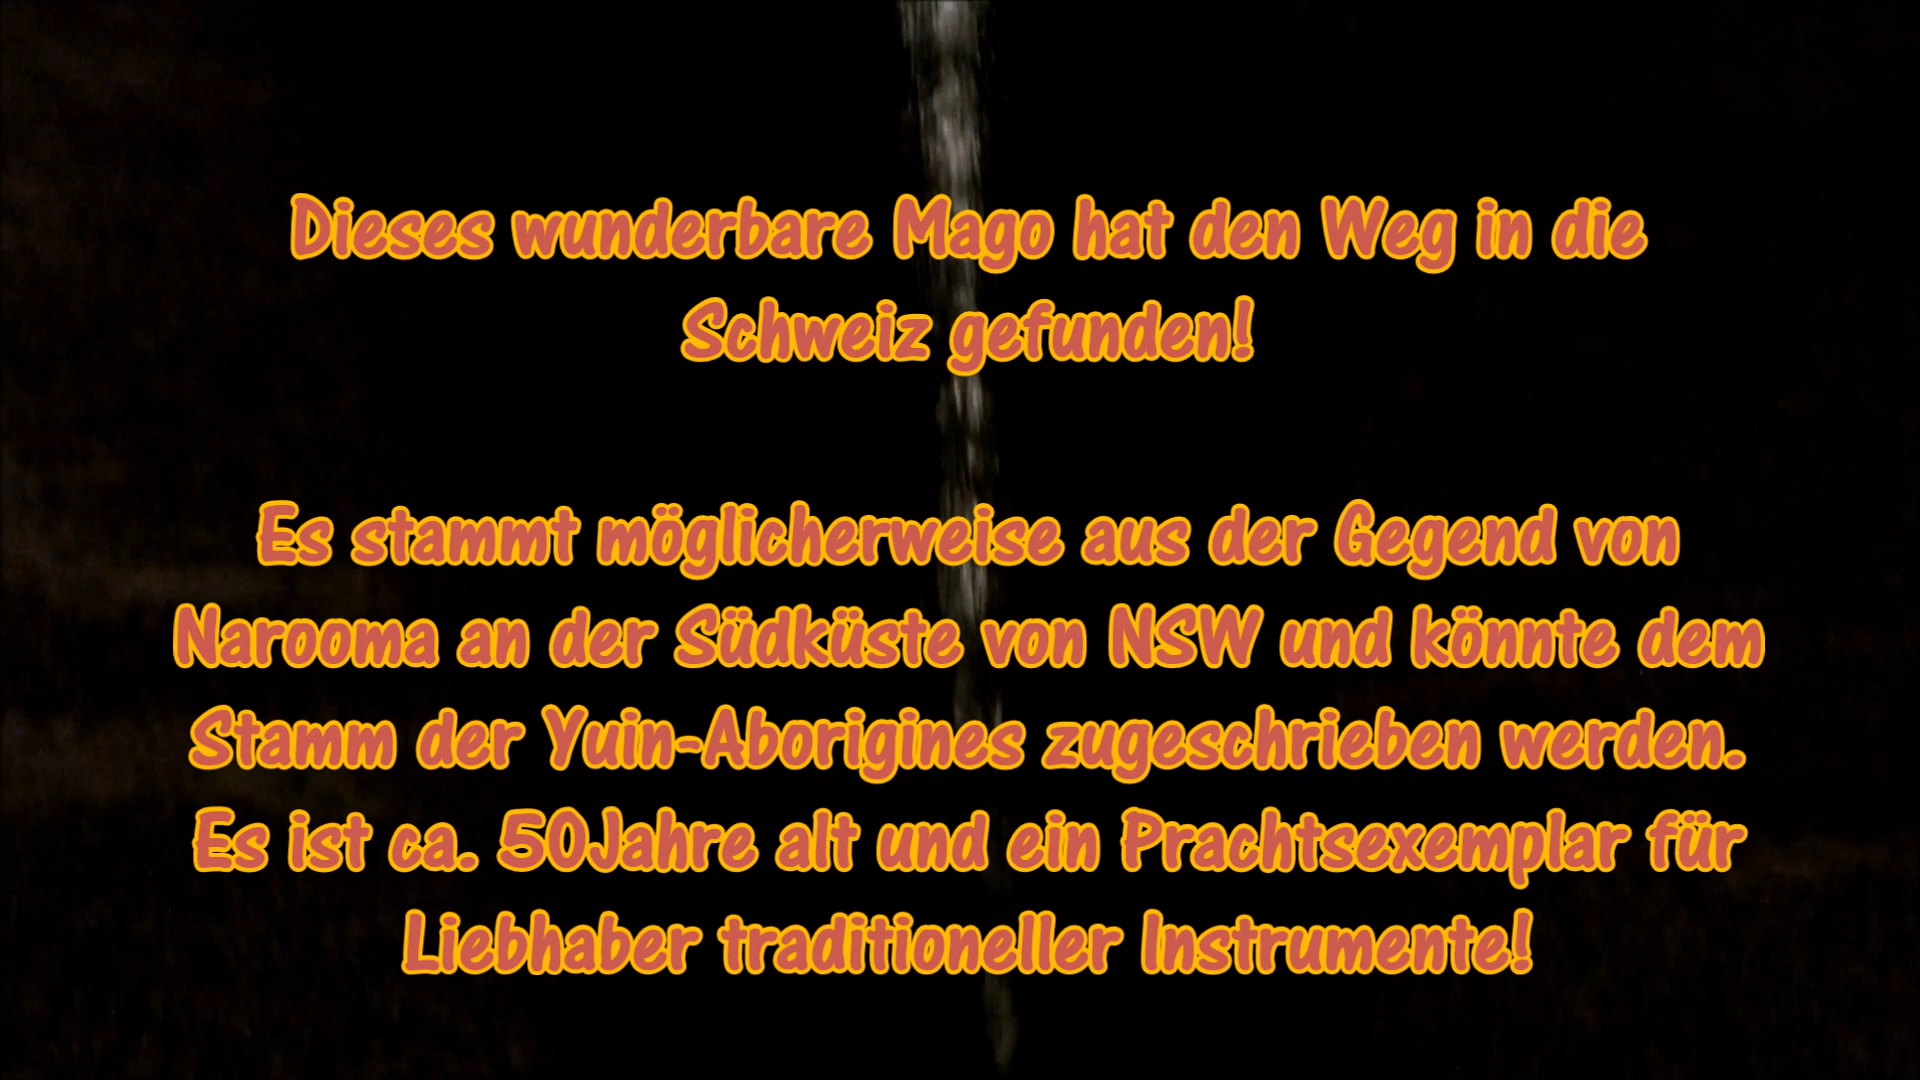 Dieses wunderbare Mago hat den Weg in die
Schweiz gefunden!
Es stammt möglicherweise aus der Gegend von
Narooma an der Südküste von NSW und könnte dem
Stamm der Yuin-Aborigines zugeschrieben werden.
Es ist ca. 50Jahre alt und ein Prachtsexemplar für
Liebhaber traditioneller Instrumente!